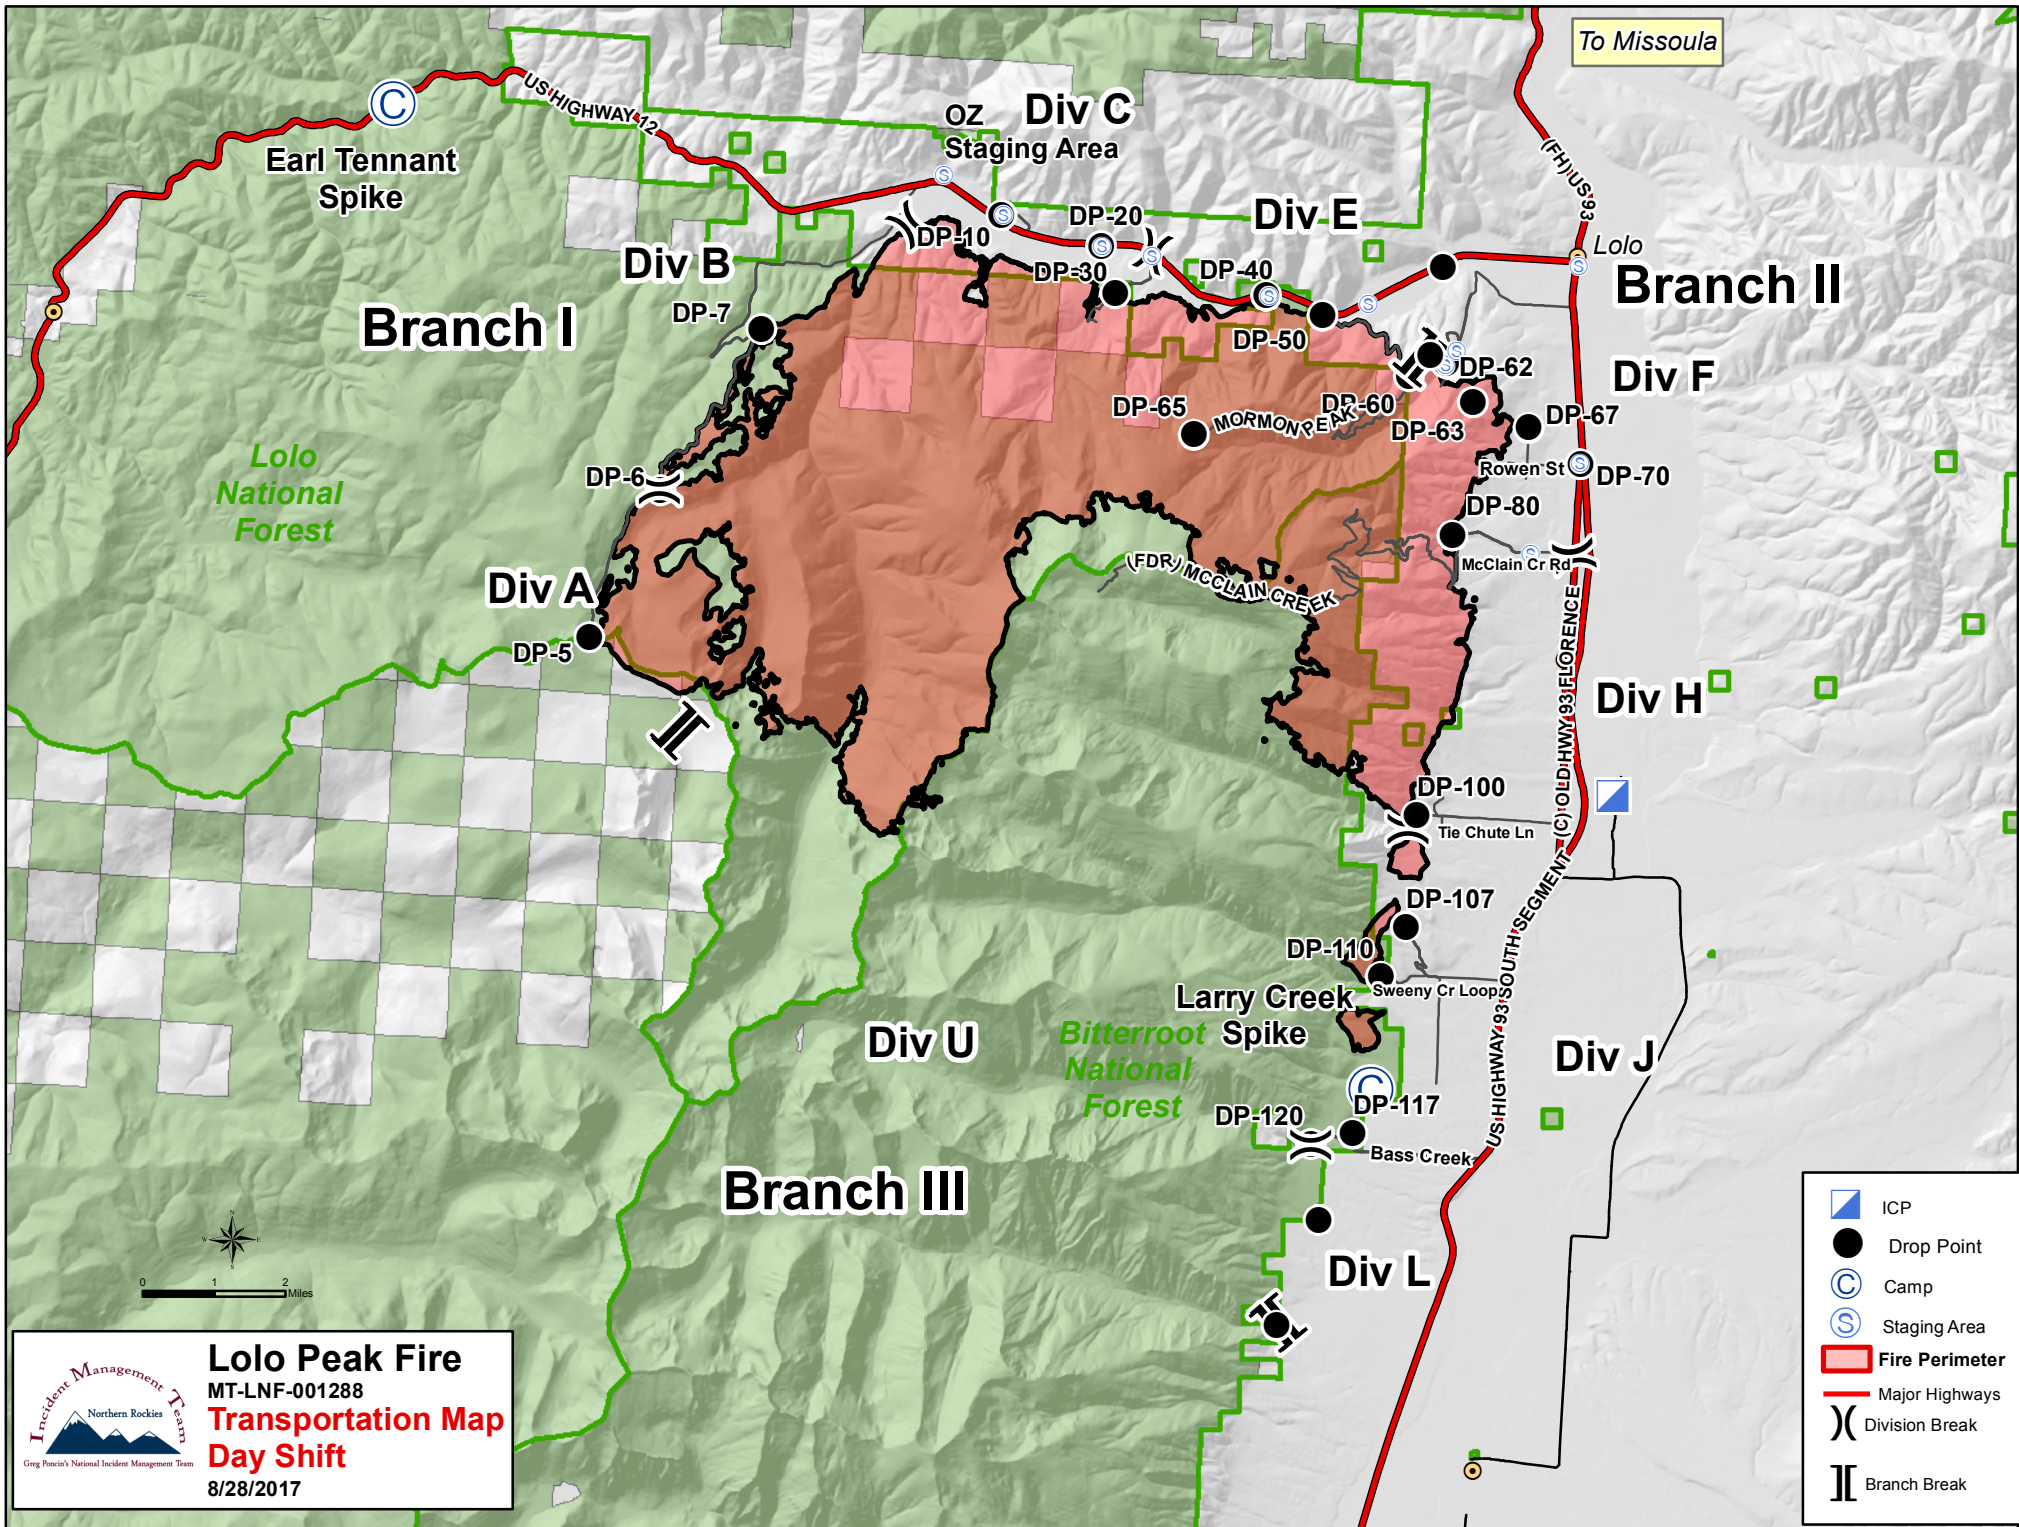 To Missoula
US HIGHWAY 12
OZ
Staging Area
Div C
Earl Tennant
Spike
(FH) US 93
Div E
DP-20
DP-10
Lolo
Div B
DP-30
DP-40
Branch II
Branch I
DP-7
DP-50
DP-62
Div F
DP-65
MORMON PEAK
DP-60
DP-63
DP-67
Lolo
National
Forest
DP-6
Rowen St
DP-70
DP-80
(FDR) MCCLAIN CREEK
McClain Cr Rd
Div A
DP-5
(C) OLD HWY 93 FLORENCE
Div H
DP-100
Tie Chute Ln
DP-107
DP-110
Sweeny Cr Loop
US HIGHWAY 93 SOUTH SEGMENT
Larry Creek
Spike
Div U
Bitterroot
National
Forest
Div J
DP-117
DP-120
Bass Creek
Branch III
Div L
N
W E
S
0 1 2
Miles
ICP
Drop Point
C Camp
S Staging Area
Fire Perimeter
Major Highways
Division Break
Branch Break
Incident Management Team
Northern Rockies
Greg Poncin's National Incident Management Team
Lolo Peak Fire
MT-LNF-001288
Transportation Map
Day Shift
8/28/2017